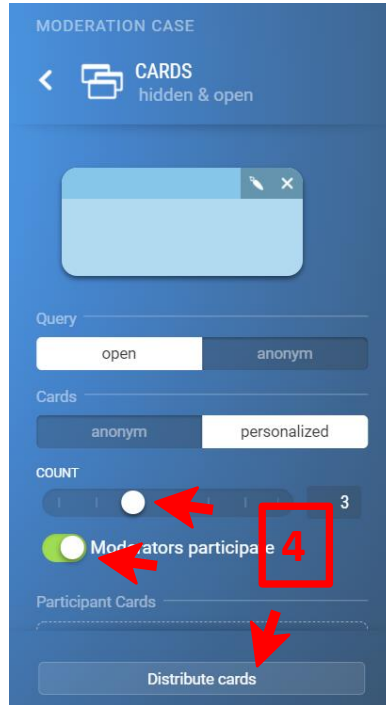 MODERATION CASE
CARDS
hidden & open
Query
open anonym
Cards
anonym personalized
COUNT
3
Moderators participate
4
Participant Cards
Distribute cards